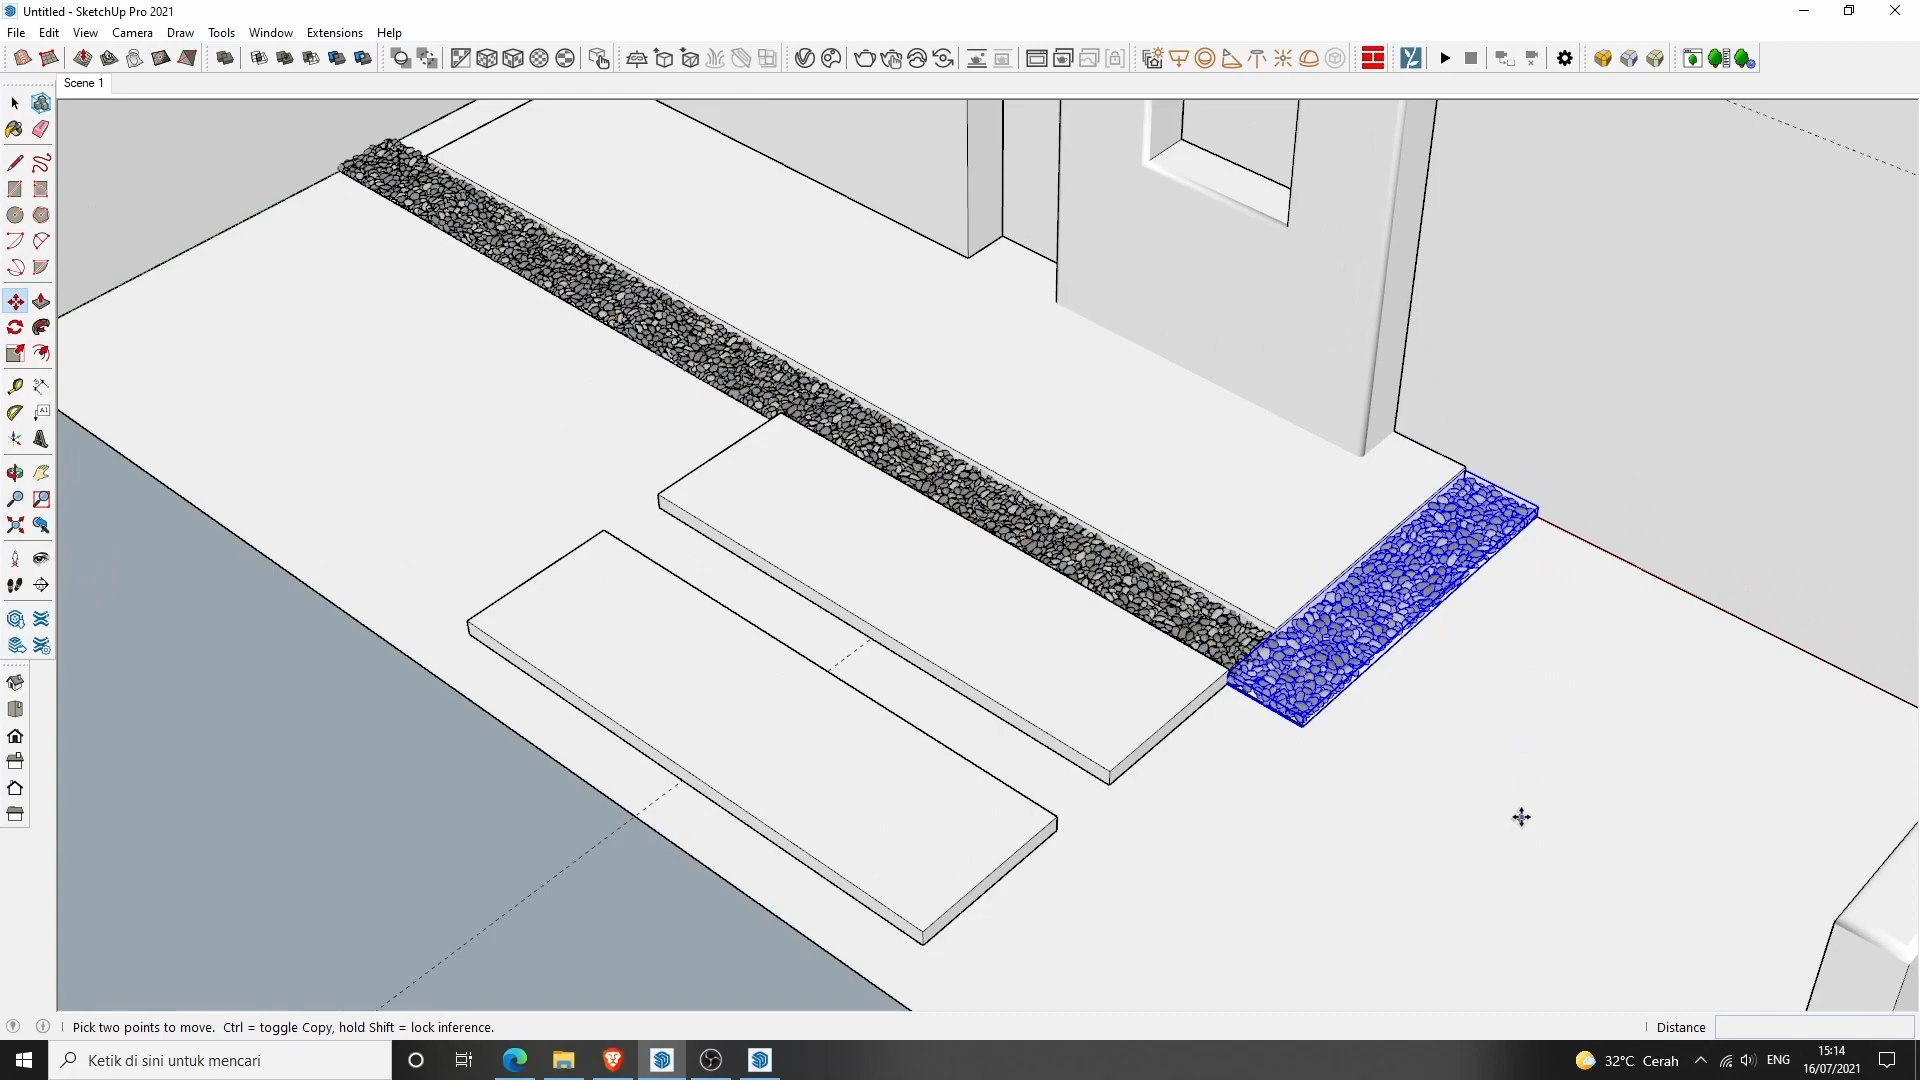 Untitled - SketchUp Pro 2021
File Edit View Camera Draw Tools Window Extensions Help
Scene 1
A1
Pick two points to move. Ctrl = toggle Copy, hold Shift = lock inference.
Distance
Ketik di sini untuk mencari
32°C Cerah
ENG
15:14
16/07/2021